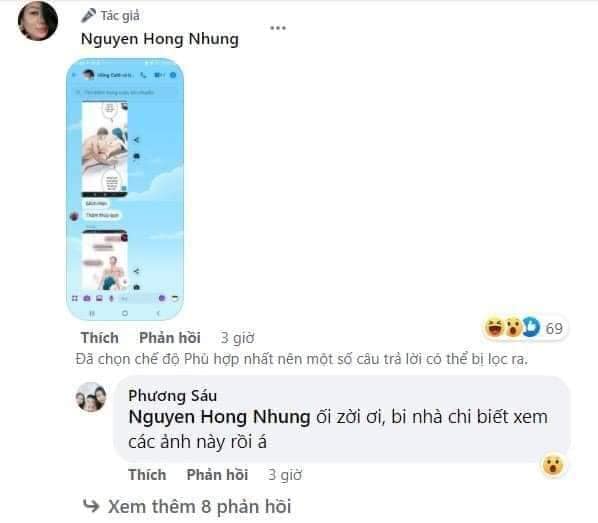 Tác giả
Nguyen Hong Nhung
Thích Phản hồi 3 giờ
69
Đã chọn chế độ Phù hợp nhất nên một số câu trả lời có thể bị lọc ra.
Phương Sáu
Nguyen Hong Nhung ối zời ơi, bi nhà chi biết xem
các ảnh này rồi á
Thích Phản hồi 3 giờ
Xem thêm 8 phản hồi